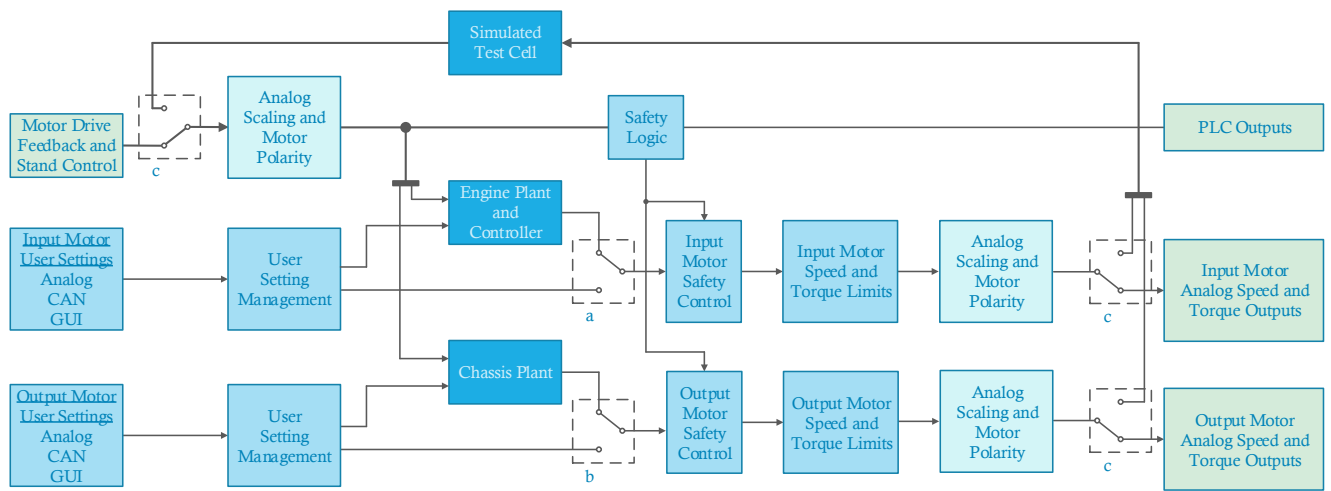 Simulated
Test Cell
Motor Drive
Feedback and
Stand Control
c
Analog
Scaling and
Motor
Polarity
Safety
Logic
PLC Outputs
Engine Plant
and
Controller
Input Motor
User Settings
Analog
CAN
GUI
User
Setting
Management
a
Input
Motor
Safety
Control
Input Motor
Speed and
Torque Limits
Analog
Scaling and
Motor
Polarity
c
Input Motor
Analog Speed and
Torque Outputs
Chassis Plant
Output Motor
User Settings
Analog
CAN
GUI
User
Setting
Management
b
Output
Motor
Safety
Control
Output Motor
Speed and
Torque Limits
Analog
Scaling and
Motor
Polarity
c
Output Motor
Analog Speed and
Torque Outputs